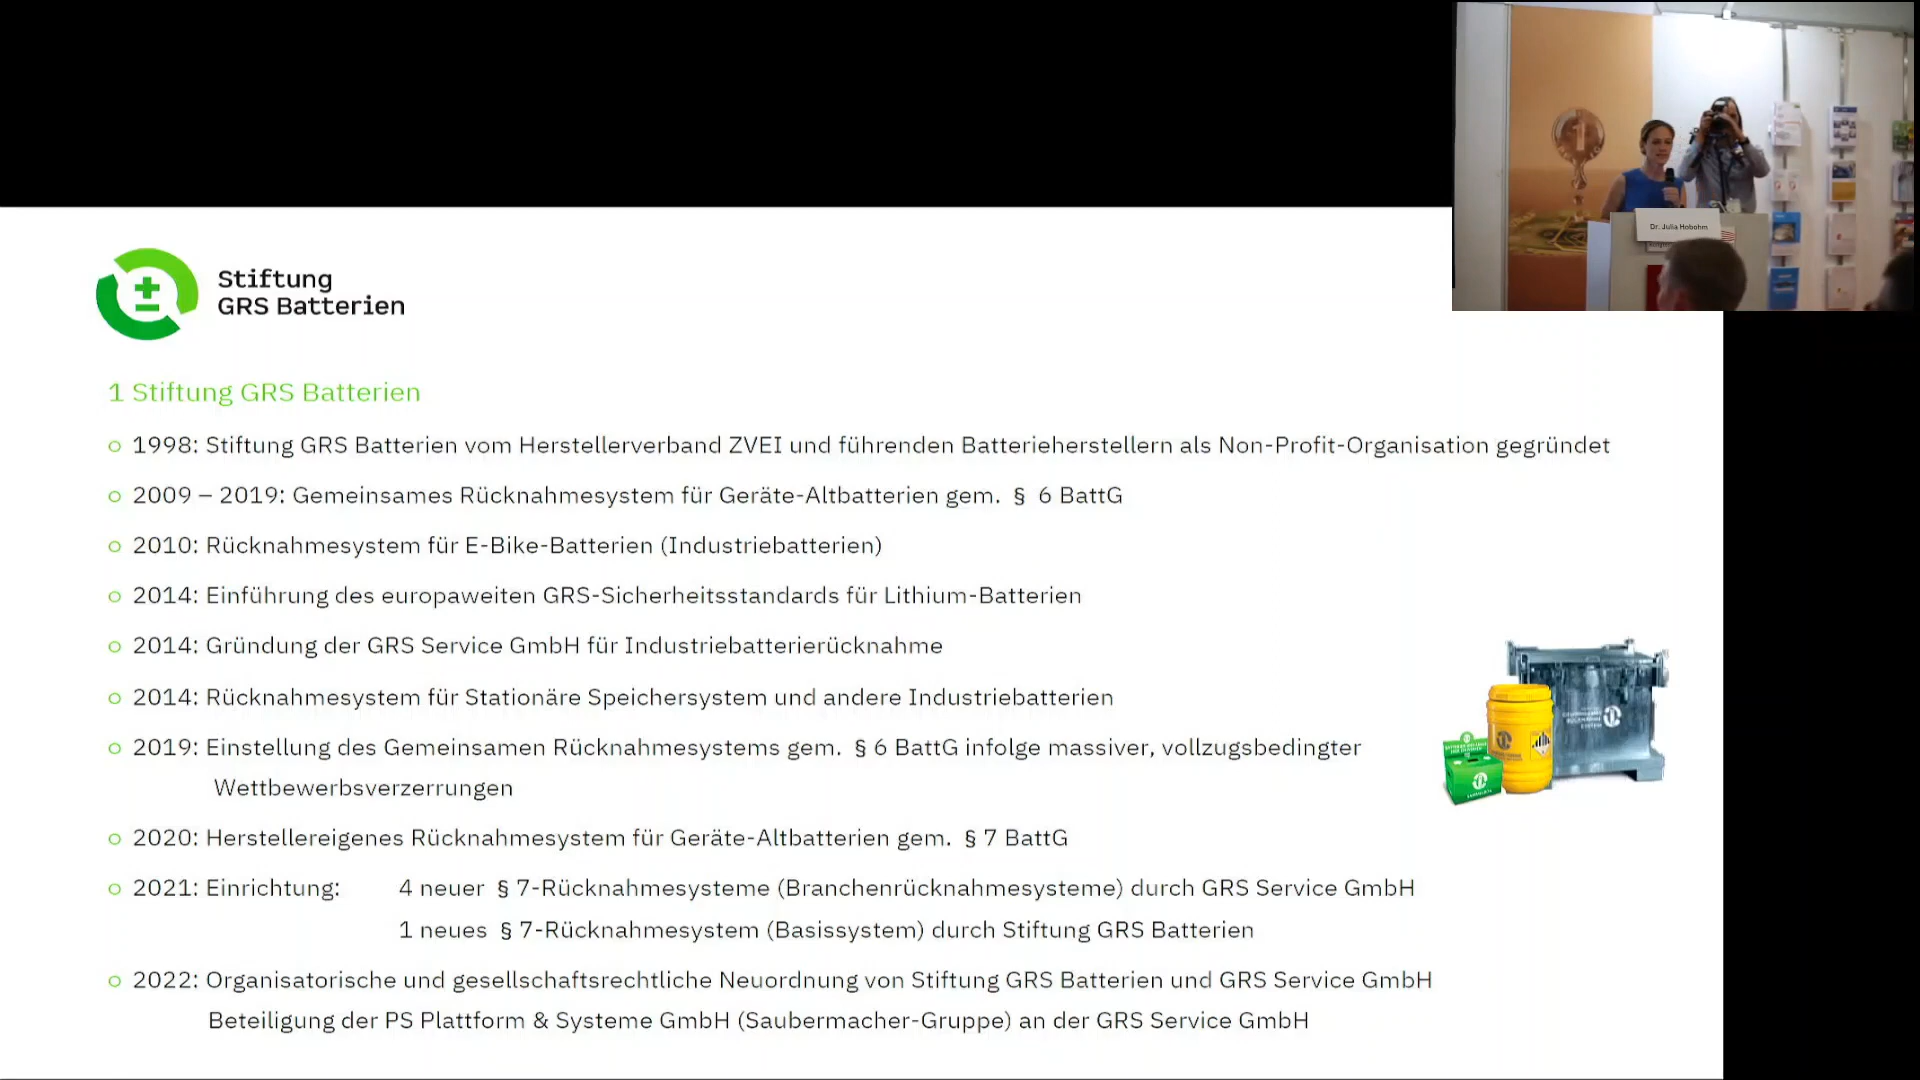 Stiftung
GRS Batterien
Dr. Julia Hobohm
1 Stiftung GRS Batterien
1998: Stiftung GRS Batterien vom Herstellerverband ZVEI und führenden Batterieherstellern als Non-Profit-Organisation gegründet
2009 – 2019: Gemeinsames Rücknahmesystem für Geräte-Altbatterien gem. § 6 BattG
2010: Rücknahmesystem für E-Bike-Batterien (Industriebatterien)
2014: Einführung des europaweiten GRS-Sicherheitsstandards für Lithium-Batterien
2014: Gründung der GRS Service GmbH für Industriebatterierücknahme
2014: Rücknahmesystem für Stationäre Speichersystem und andere Industriebatterien
2019: Einstellung des Gemeinsamen Rücknahmesystems gem. § 6 BattG infolge massiver, vollzugsbedingter
Wettbewerbsverzerrungen
2020: Herstellereigenes Rücknahmesystem für Geräte-Altbatterien gem. § 7 BattG
2021: Einrichtung: 4 neuer § 7-Rücknahmesysteme (Branchenrücknahmesysteme) durch GRS Service GmbH
1 neues § 7-Rücknahmesystem (Basissystem) durch Stiftung GRS Batterien
2022: Organisatorische und gesellschaftsrechtliche Neuordnung von Stiftung GRS Batterien und GRS Service GmbH
Beteiligung der PS Plattform & Systeme GmbH (Saubermacher-Gruppe) an der GRS Service GmbH